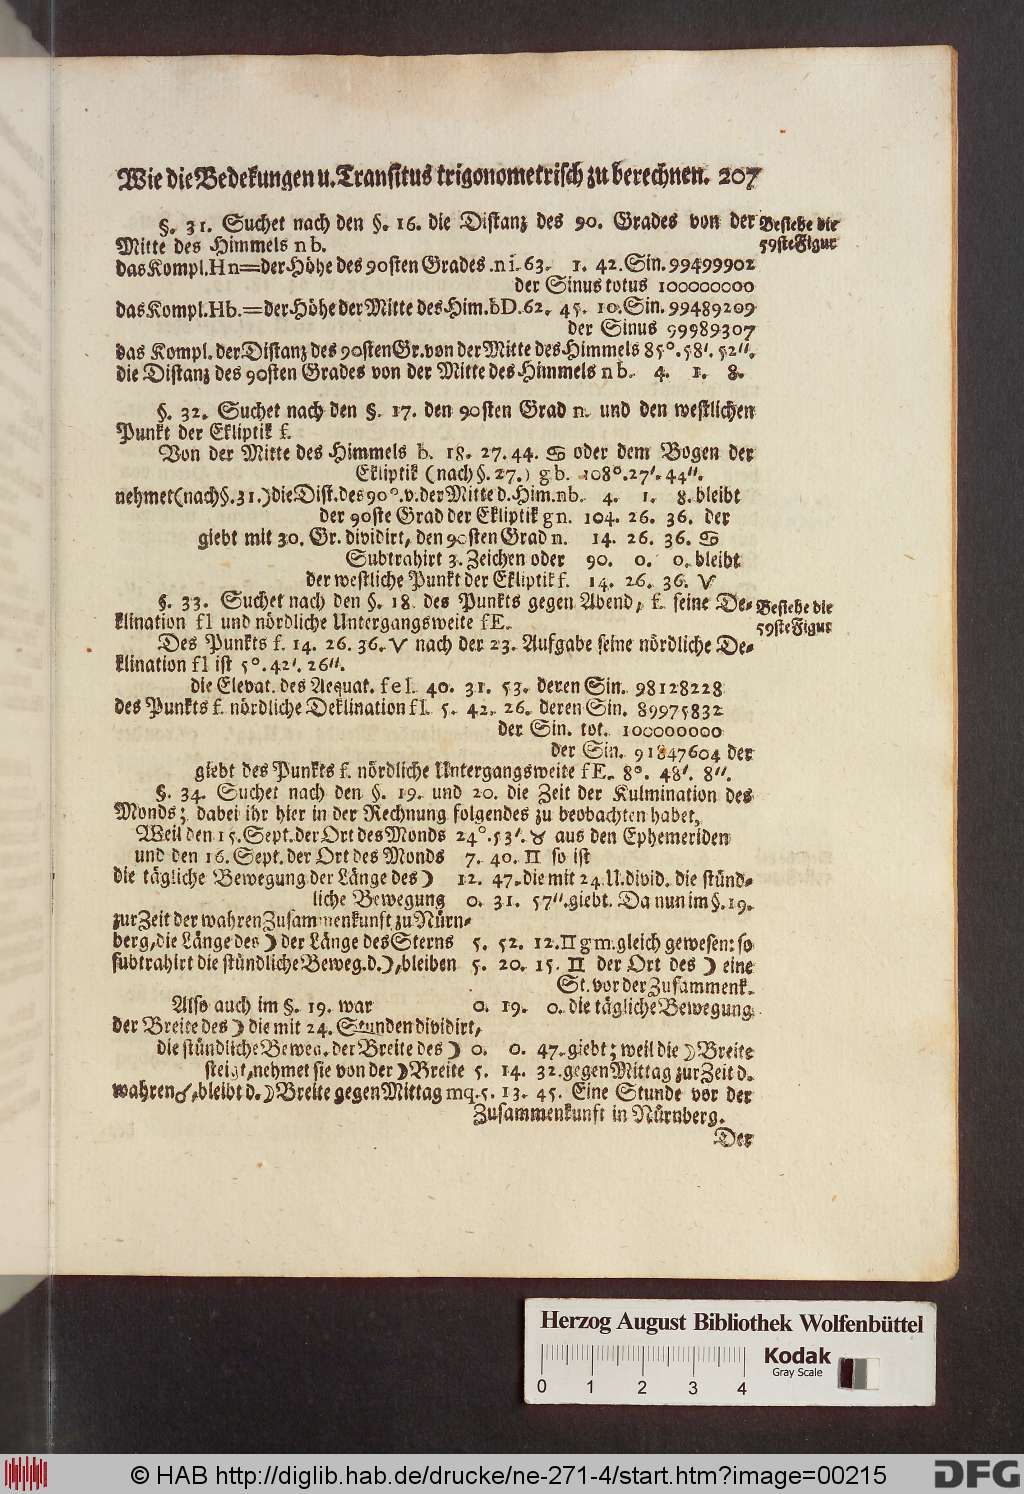 Wie die Bedekungen u. Transitus trigonometrisch zu berechnen. 207
§. 31. Suchet nach den §. 16. die Distanz des 90. Grades von der
Mitte des Himmels n b.
Besiehe die
59ste Figur
das Kompl. H n═der Höhe des 90sten Grades . n i. 63. 1. 42. Sin. 99499902
der Sinus totus 100000000
das Kompl. Hb. ═der Höhe der Mitte des Him. bD. 62. 45. 10. Sin. 99489209
der Sinus 99989307
das Kompl. der Distanz des 90sten Gr. von der Mitte des Himmels 85°. 58'. 52''.
die Distanz des 90sten Grades von der Mitte des Himmels n b. 4. 1. 8.
§. 32. Suchet nach den §. 17. den 90sten Grad n. und den westlichen
Punkt der Ekliptik f.
Von der Mitte des Himmels b. 18. 27. 44. ♋ oder dem Bogen der
Ekliptik (nach §. 27.) g b. 108°. 27'. 44''.
nehmet (nach §. 31.) die Dist. des 90°. v. der Mitte d. Him. nb. 4. 1. 8. bleibt
der 90ste Grad der Ekliptik g n. 104. 26. 36. der
giebt mit 30. Gr. dividirt, den 90sten Grad n. 14. 26. 36. ♋
Subtrahirt 3. Zeichen oder 90. 0. 0. bleibt
der westliche Punkt der Ekliptik f. 14. 26. 36. ♈
§. 33. Suchet nach den §. 18. des Punkts gegen Abend, f. seine De-
klination f l und nördliche Untergangsweite f E.
Besiehe die
59ste Figur
Des Punkts f. 14. 26. 36. ♈ nach der 23. Aufgabe seine nördliche De-
klination f l ist 5°. 42'. 26''.
die Elevat. des Aequat. f e l. 40. 31. 53. deren Sin. 98128228
des Punkts f. nördliche Deklination f l. 5. 42. 26. deren Sin. 89975832
der Sin. tot. 100000000
der Sin. 91847604 der
giebt des Punkts f. nördliche Untergangsweite f E. 8°. 48'. 8''.
§. 34. Suchet nach den §. 19. und 20. die Zeit der Kulmination des
Monds; dabei ihr hier in der Rechnung folgendes zu beobachten habet,
Weil den 15. Sept. der Ort des Monds 24°. 53'. ♉ aus den Ephemeriden
und den 16. Sept. der Ort des Monds 7. 40. ♊ so ist
die tägliche Bewegung der Länge des ☽ 12. 47. die mit 24. U. divid. die stünd-
liche Bewegung 0. 31. 57''. giebt. Da nun im §. 19.
zur Zeit der wahren Zusammenkunft zu Nürn-
berg, die Länge des ☽ der Länge des Sterns 5. 52. 12. ♊ g m. gleich gewesen: so
subtrahirt die stündliche Beweg. d. ☽, bleiben 5. 20. 15. ♊ der Ort des ☽ eine
St. vor der Zusammenk.
Also auch im §. 19. war 0. 19. 0. die tägliche Bewegung
der Breite des ☽ die mit 24. Stunden dividirt,
die stündliche Beweg. der Breite des ☽ 0. 0. 47. giebt; weil die ☽ Breite
steigt, nehmet sie von der ☽ Breite 5. 14. 32. gegen Mittag zur Zeit d.
wahren ☌, bleibt d. ☽ Breite gegen Mittag mq. 5. 13. 45. Eine Stunde vor der
Zusammenkunft in Nürnberg.
Der
Herzog August Bibliothek Wolfenbüttel
Kodak
Gray Scale
0 1 2 3 4
© HAB http://diglib.hab.de/drucke/ne-271-4/start.htm?image=00215
DFG